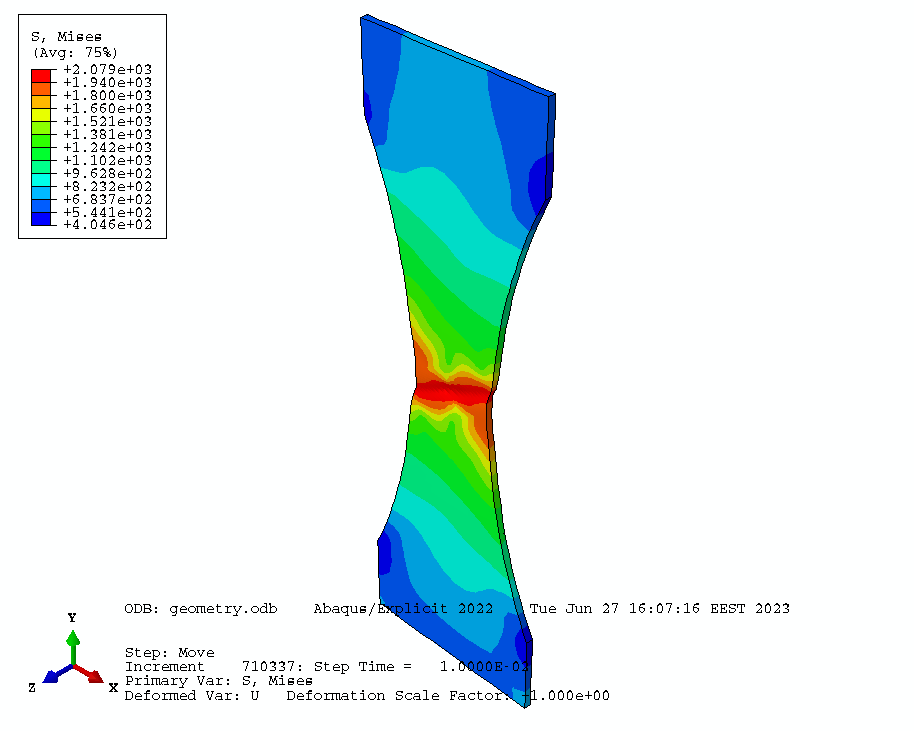 S, Mises
(Avg: 75%)
+2.079e+03
+1.940e+03
+1.800e+03
+1.660e+03
+1.521e+03
+1.381e+03
+1.242e+03
+1.102e+03
+9.628e+02
+8.232e+02
+6.837e+02
+5.441e+02
+4.046e+02
ODB: geometry.odb Abaqus/Explicit 2022 Tue Jun 27 16:07:16 EEST 2023
Y
Z
X
Step: Move
Increment 710337: Step Time =
Primary Var: S, Mises
Deformed Var: U Deformation Scale Factor: +1.000e+00